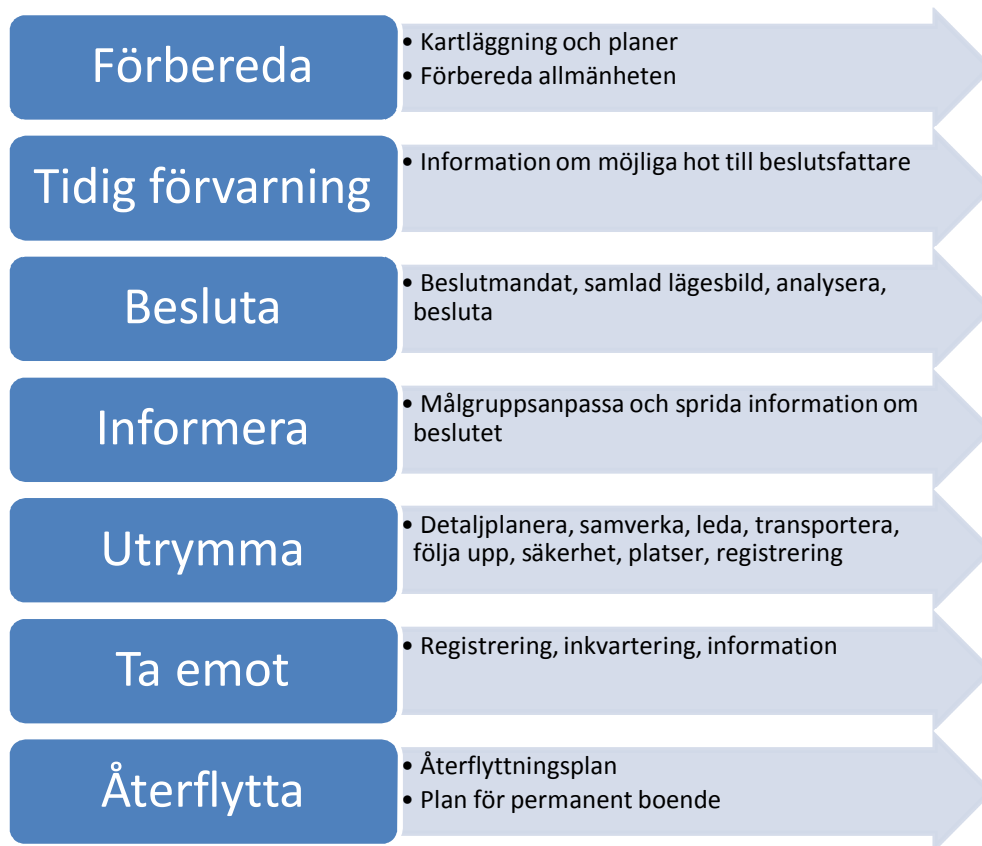 Förbereda
• Kartläggning och planer
• Förbereda allmänheten
Tidig förvarning
• Information om möjliga hot till beslutsfattare
Besluta
• Beslutmandat, samlad lägesbild, analysera,
besluta
Informera
• Målgruppsanpassa och sprida information om
beslutet
Utrymma
• Detaljplanera, samverka, leda, transportera,
följa upp, säkerhet, platser, registrering
Ta emot
• Registrering, inkvartering, information
Återflytta
• Återflyttningsplan
• Plan för permanent boende